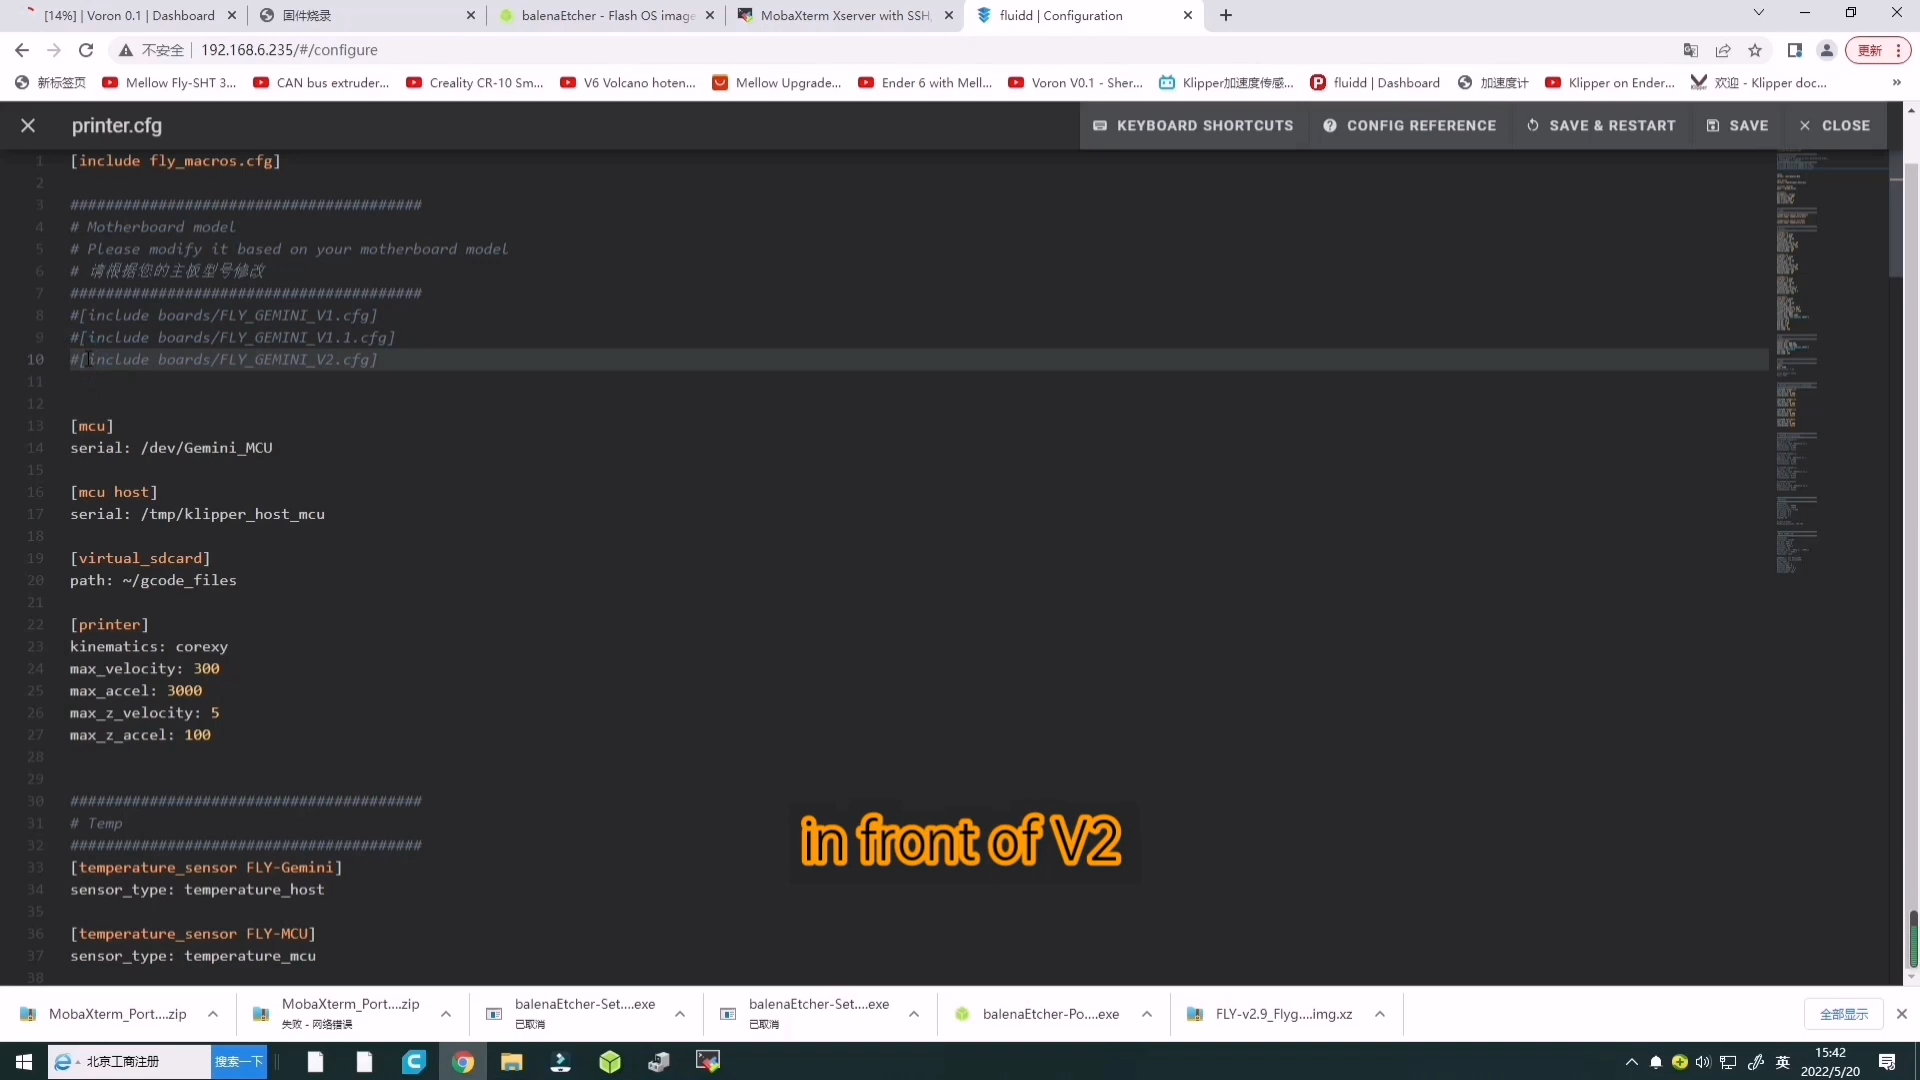 [14%] | Voron 0.1 | Dashboard
固件烧录
balenaEtcher - Flash OS image
MobaXterm Xserver with SSH,
fluidd | Configuration
不安全 192.168.6.235/#/configure
更新
新标签页
Mellow Fly-SHT 3...
CAN bus extruder...
Creality CR-10 Sm...
V6 Volcano hoten...
Mellow Upgrade...
Ender 6 with Mell...
Voron V0.1 - Sher...
Klipper加速度传感...
fluidd | Dashboard
加速度计
Klipper on Ender...
欢迎 - Klipper doc...
printer.cfg
KEYBOARD SHORTCUTS
CONFIG REFERENCE
SAVE & RESTART
SAVE
CLOSE
1 [include fly_macros.cfg]
2
3 ########################################
4 # Motherboard model
5 # Please modify it based on your motherboard model
6 # 请根据您的主板型号修改
7 ########################################
8 #[include boards/FLY_GEMINI_V1.cfg]
9 #[include boards/FLY_GEMINI_V1.1.cfg]
10 #[include boards/FLY_GEMINI_V2.cfg]
11
12
13 [mcu]
14 serial: /dev/Gemini_MCU
15
16 [mcu host]
17 serial: /tmp/klipper_host_mcu
18
19 [virtual_sdcard]
20 path: ~/gcode_files
21
22 [printer]
23 kinematics: corexy
24 max_velocity: 300
25 max_accel: 3000
26 max_z_velocity: 5
27 max_z_accel: 100
28
29
30 ########################################
31 # Temp
32 ########################################
33 [temperature_sensor FLY-Gemini]
34 sensor_type: temperature_host
35
36 [temperature_sensor FLY-MCU]
37 sensor_type: temperature_mcu
38
in front of V2
MobaXterm_Port....zip
MobaXterm_Port....zip
失败 - 网络错误
balenaEtcher-Set....exe
已取消
balenaEtcher-Set....exe
已取消
balenaEtcher-Po....exe
FLY-v2.9_Flyg....img.xz
全部显示
北京工商注册
搜索一下
英
15:42
2022/5/20